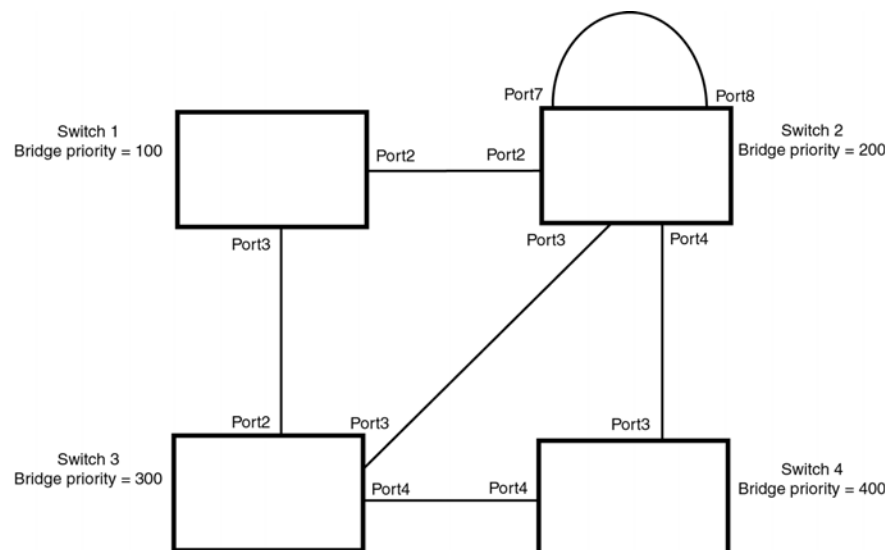 Port7
Port8
Switch 1
Bridge priority = 100
Switch 2
Bridge priority = 200
Port2
Port2
Port3
Port3
Port4
Port2
Port3
Port3
Switch 3
Bridge priority = 300
Switch 4
Bridge priority = 400
Port4
Port4